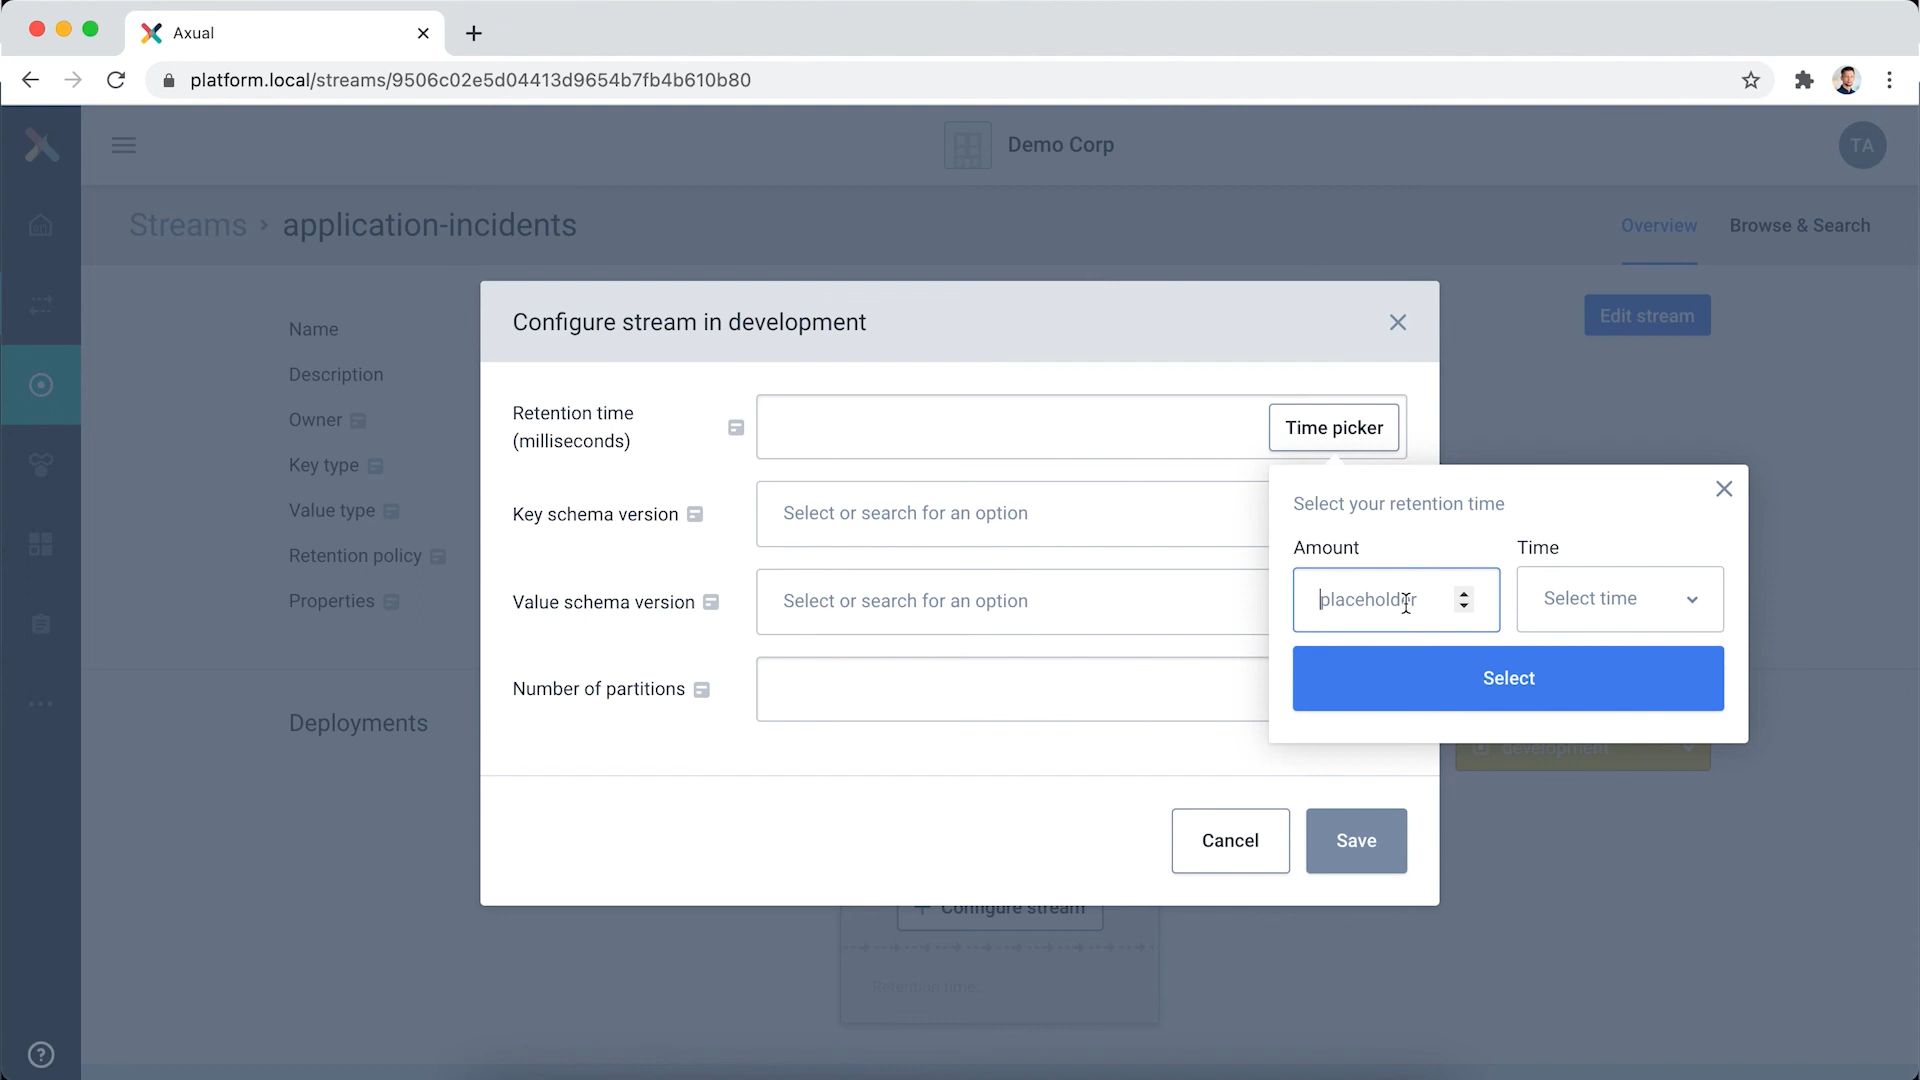 Axual
platform.local/streams/9506c02e5d04413d9654b7fb4b610b80
Demo Corp
TA
Streams › application-incidents
Overview
Browse & Search
Name
Edit stream
Description
Owner
Key type
Value type
Retention policy
Properties
Deployments
Configure stream in development
Retention time
(milliseconds)
Time picker
Key schema version
Select or search for an option
Value schema version
Select or search for an option
Number of partitions
Select your retention time
Amount
Time
placeholder
Select time
Select
development
Cancel
Save
+ Configure stream
Retention time...
?